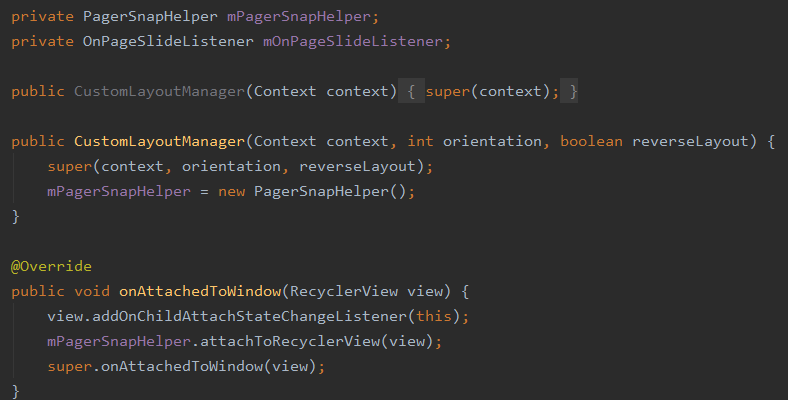 private PagerSnapHelper mPagerSnapHelper;
private OnPageSlideListener mOnPageSlideListener;

public CustomLayoutManager(Context context) { super(context); }

public CustomLayoutManager(Context context, int orientation, boolean reverseLayout) {
    super(context, orientation, reverseLayout);
    mPagerSnapHelper = new PagerSnapHelper();
}

@Override
public void onAttachedToWindow(RecyclerView view) {
    view.addOnChildAttachStateChangeListener(this);
    mPagerSnapHelper.attachToRecyclerView(view);
    super.onAttachedToWindow(view);
}